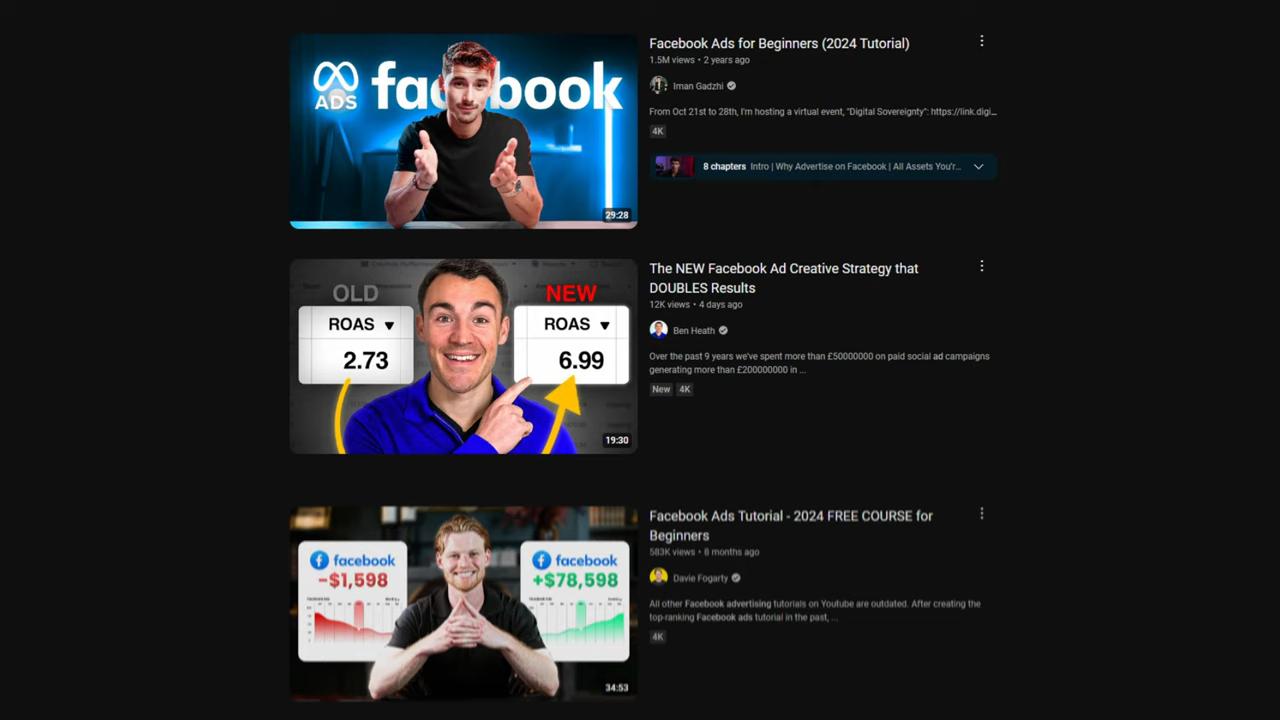 ADS facebook
29:28
Facebook Ads for Beginners (2024 Tutorial)
1.5M views • 2 years ago
Iman Gadzhi
From Oct 21st to 28th, I'm hosting a virtual event, "Digital Sovereignty": https://link.digi...
4K
8 chapters Intro | Why Advertise on Facebook | All Assets You'r...
OLD
NEW
ROAS
2.73
ROAS
6.99
19:30
The NEW Facebook Ad Creative Strategy that
DOUBLES Results
12K views • 4 days ago
Ben Heath
Over the past 9 years we've spent more than £50000000 on paid social ad campaigns
generating more than £200000000 in ...
New 4K
facebook
-$1,598
facebook
+$78,598
34:53
Facebook Ads Tutorial - 2024 FREE COURSE for
Beginners
583K views • 8 months ago
Davie Fogarty
All other Facebook advertising tutorials on Youtube are outdated. After creating the
top-ranking Facebook ads tutorial in the past, ...
4K